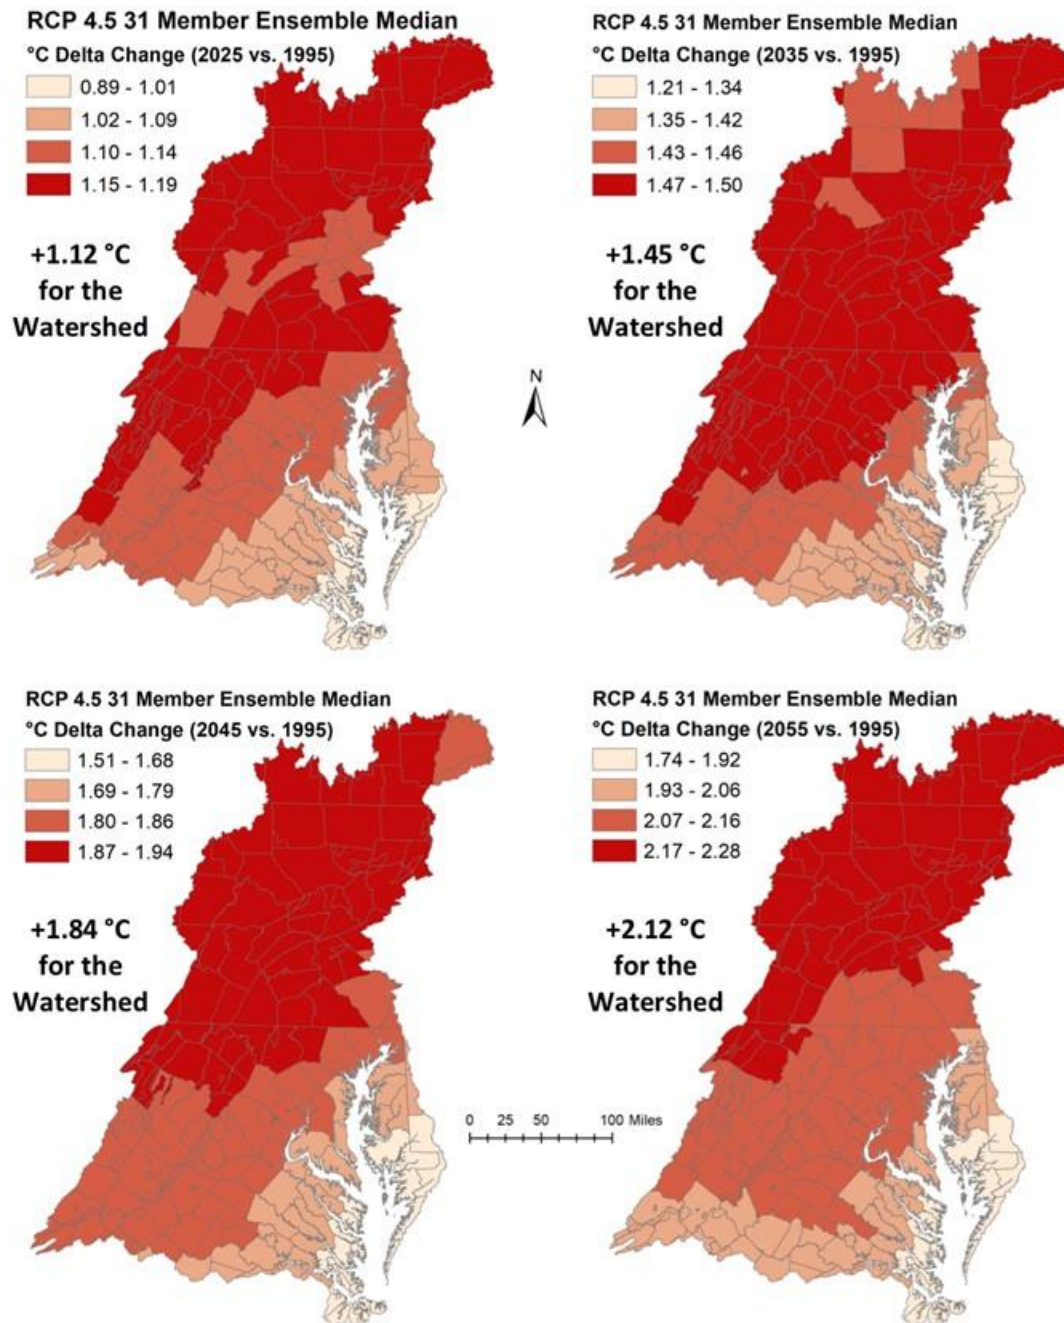 RCP 4.5 31 Member Ensemble Median
°C Delta Change (2025 vs. 1995)
0.89 - 1.01
1.02 - 1.09
1.10 - 1.14
1.15 - 1.19
+1.12 °C
for the
Watershed
RCP 4.5 31 Member Ensemble Median
°C Delta Change (2035 vs. 1995)
1.21 - 1.34
1.35 - 1.42
1.43 - 1.46
1.47 - 1.50
+1.45 °C
for the
Watershed
N
RCP 4.5 31 Member Ensemble Median
°C Delta Change (2045 vs. 1995)
1.51 - 1.68
1.69 - 1.79
1.80 - 1.86
1.87 - 1.94
+1.84 °C
for the
Watershed
RCP 4.5 31 Member Ensemble Median
°C Delta Change (2055 vs. 1995)
1.74 - 1.92
1.93 - 2.06
2.07 - 2.16
2.17 - 2.28
+2.12 °C
for the
Watershed
0 25 50 100 Miles